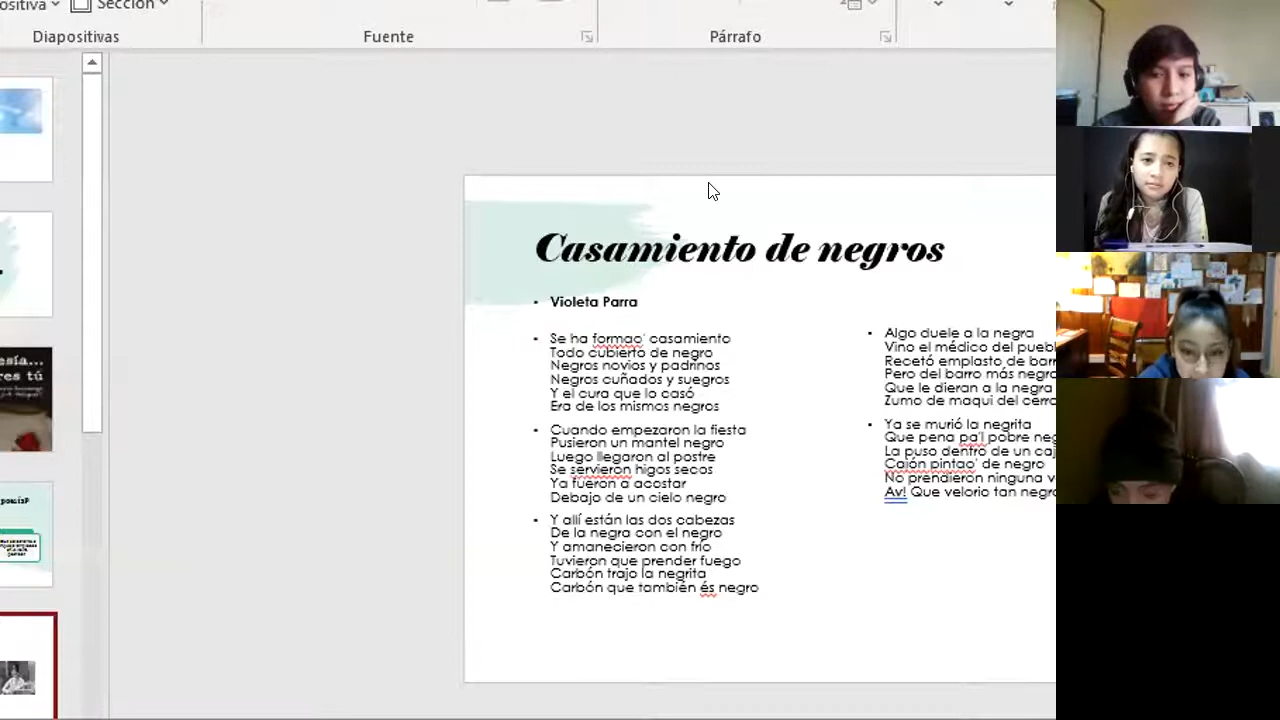 Sección
Diapositivas
Fuente
Párrafo
Casamiento de negros
Violeta Parra
Se ha formao' casamiento
Todo cubierto de negro
Negros novios y padrinos
Negros cuñados y suegros
Y el cura que lo casó
Era de los mismos negros
Cuando empezaron la fiesta
Pusieron un mantel negro
Luego llegaron al postre
Se servieron higos secos
Ya fueron a acostar
Debajo de un cielo negro
Y allí están las dos cabezas
De la negra con el negro
Y amanecieron con frío
Tuvieron que prender fuego
Carbón trajo la negrita
Carbón que también és negro
Algo duele a la negra
Vino el médico del
Recetó emplasto de
Pero del barro más
Que le dieran a la negra
Zumo de maqui del cerro
Ya se murió la negrita
Que pena pa'l pobre
La puso dentro de un
Cajón pintao' de negro
No prendieron ninguna
Ay! Que velorio tan